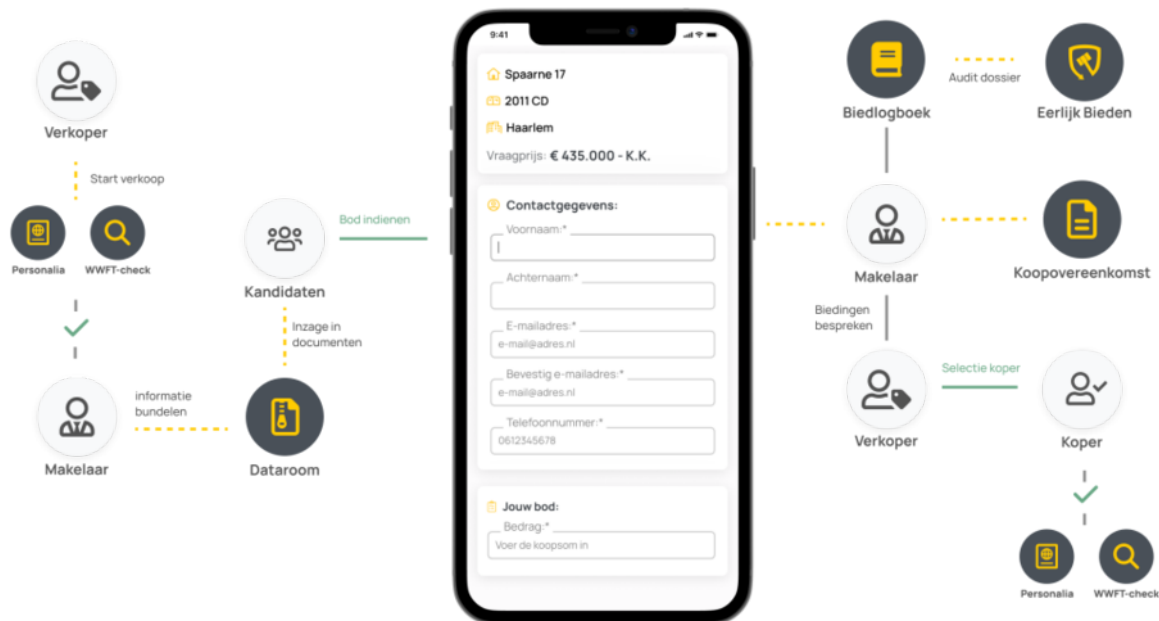 Verkoper
Start verkoop
Personalia
WWFT-check
Makelaar
informatie
bundelen
Dataroom
Inzage in
documenten
Kandidaten
Bod indienen
9:41
Spaarne 17
2011 CD
Haarlem
Vraagprijs: € 435.000 - K.K.
Contactgegevens:
Voornaam:*
Achternaam:*
E-mailadres:*
e-mail@adres.nl
Bevestig e-mailadres:*
e-mail@adres.nl
Telefoonnummer:*
0612345678
Jouw bod:
Bedrag:*
Voer de koopsom in
Biedlogboek
Audit dossier
Eerlijk Bieden
Makelaar
Koopovereenkomst
Biedingen
bespreken
Verkoper
Selectie koper
Koper
Personalia
WWFT-check